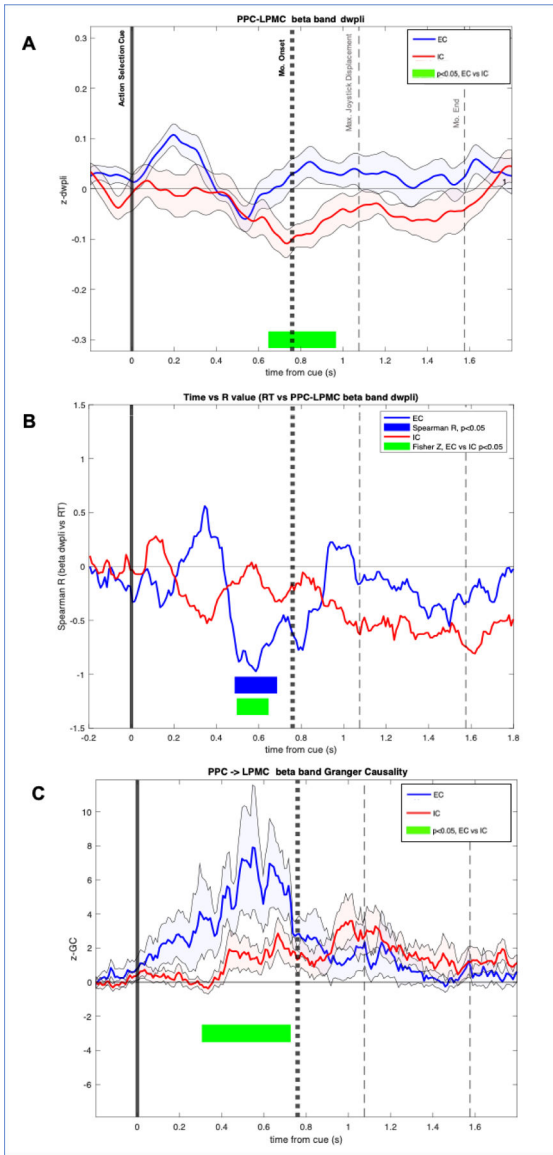 PPC-LPMC beta band dwpli
A
EC
IC
p<0.05, EC vs IC
Action Selection Cue
Mo. Onset
Max. Joystick Displacement
Mo. End
z-dwpli
0.3
0.2
0.1
0
-0.1
-0.2
-0.3
0 0.2 0.4 0.6 0.8 1 1.2 1.4 1.6
time from cue (s)
Time vs R value (RT vs PPC-LPMC beta band dwpli)
B
EC
Spearman R, p<0.05
IC
Fisher Z, EC vs IC p<0.05
Spearman R (beta dwpli vs RT)
1.5
1
0.5
0
-0.5
-1
-1.5
-0.2 0 0.2 0.4 0.6 0.8 1 1.2 1.4 1.6 1.8
time from cue (s)
PPC -> LPMC beta band Granger Causality
C
EC
IC
p<0.05, EC vs IC
z-GC
10
8
6
4
2
0
-2
-4
-6
0 0.2 0.4 0.6 0.8 1 1.2 1.4 1.6
time from cue (s)